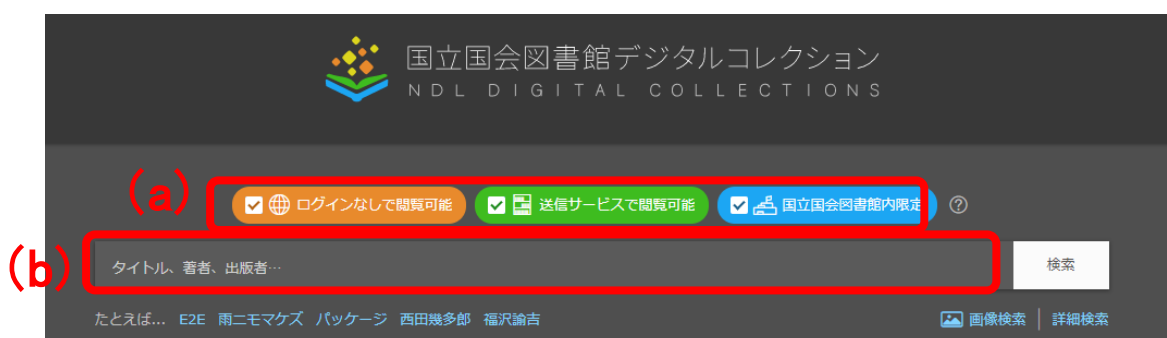 国立国会図書館デジタルコレクション
NDL DIGITAL COLLECTIONS
(a) ログインなしで閲覧可能 送信サービスで閲覧可能 国立国会図書館内限定
(b) タイトル、著者、出版者… 検索
たとえば... E2E 雨ニモマケズ パッケージ 西田幾多郎 福沢諭吉 画像検索 詳細検索